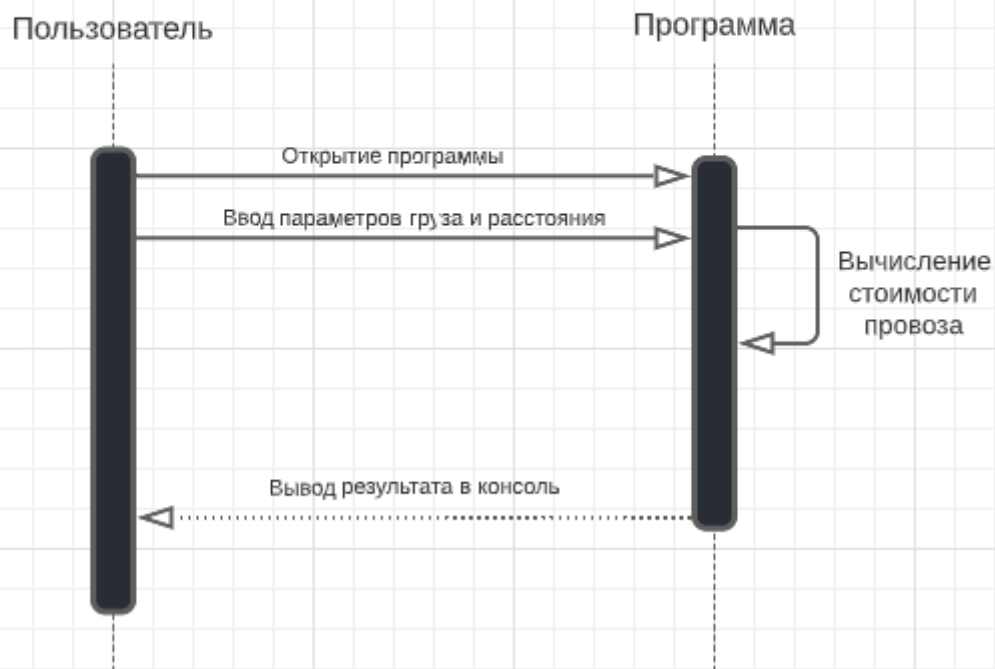 Пользователь
Программа
Открытие программы
Ввод параметров груза и расстояния
Вычисление
стоимости
провоза
Вывод результата в консоль